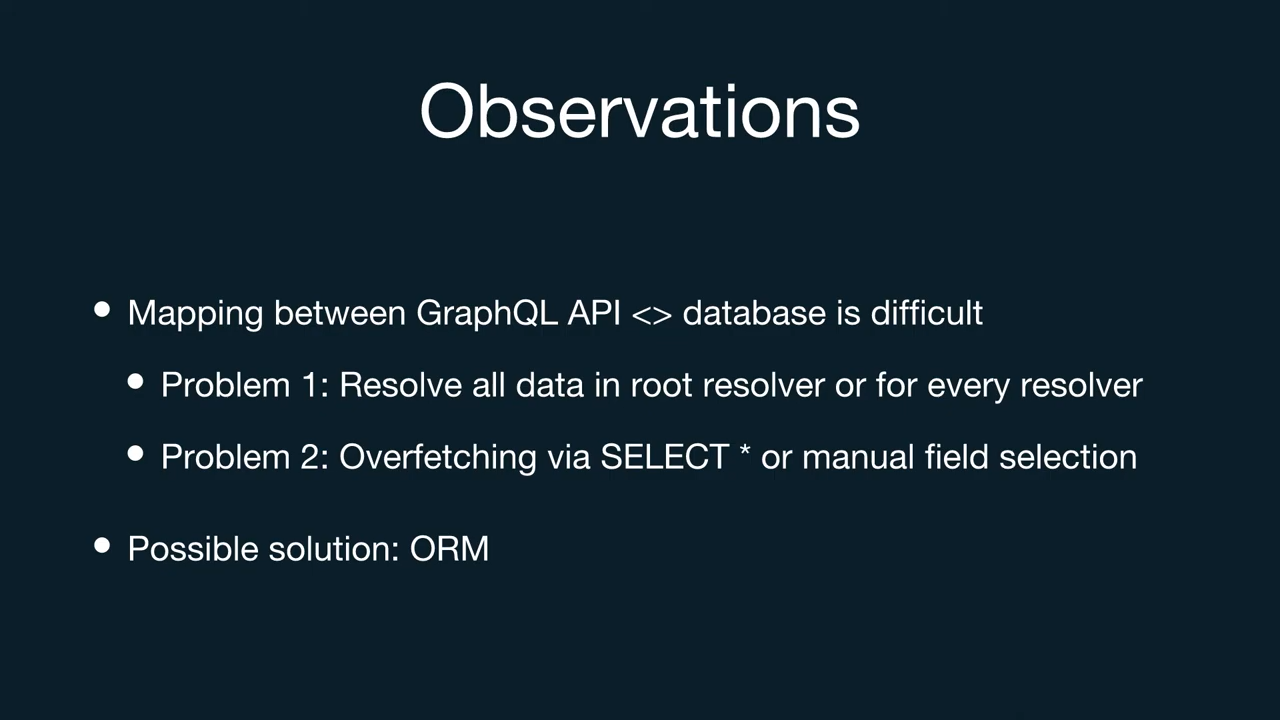 Observations
• Mapping between GraphQL API <> database is difficult
• Problem 1: Resolve all data in root resolver or for every resolver
• Problem 2: Overfetching via SELECT * or manual field selection
• Possible solution: ORM